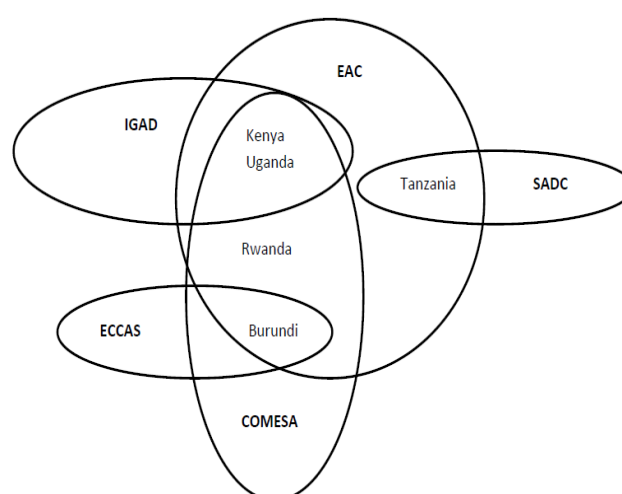 EAC
IGAD
Kenya
Uganda
Tanzania
SADC
Rwanda
ECCAS
Burundi
COMESA